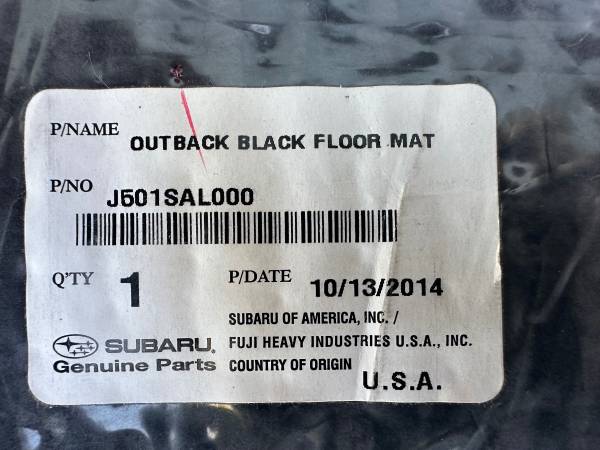 P/NAME OUTBACK BLACK FLOOR MAT
P/NO J501SAL000
Q'TY 1 P/DATE 10/13/2014
SUBARU OF AMERICA, INC. /
SUBARU. FUJI HEAVY INDUSTRIES U.S.A., INC.
Genuine Parts COUNTRY OF ORIGIN
U.S.A.